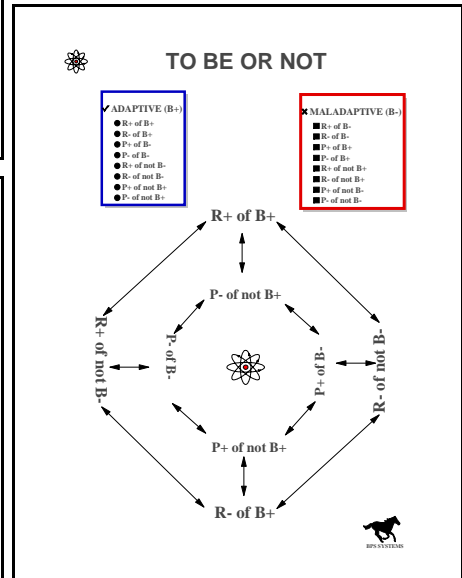 TO BE OR NOT
✓ ADAPTIVE (B+)
● R+ of B+
● R- of B+
● P+ of B-
● P- of B-
● R+ of not B-
● R- of not B-
● P+ of not B+
● P- of not B+
✖ MALADAPTIVE (B-)
■ R+ of B-
■ R- of B-
■ P+ of B+
■ P- of B+
■ R+ of not B+
■ R- of not B+
■ P+ of not B-
■ P- of not B-
R+ of B+
P- of not B+
R+ of not B-
P- of B-
P+ of B-
R- of not B-
P+ of not B+
R- of B+
BPS SYSTEMS